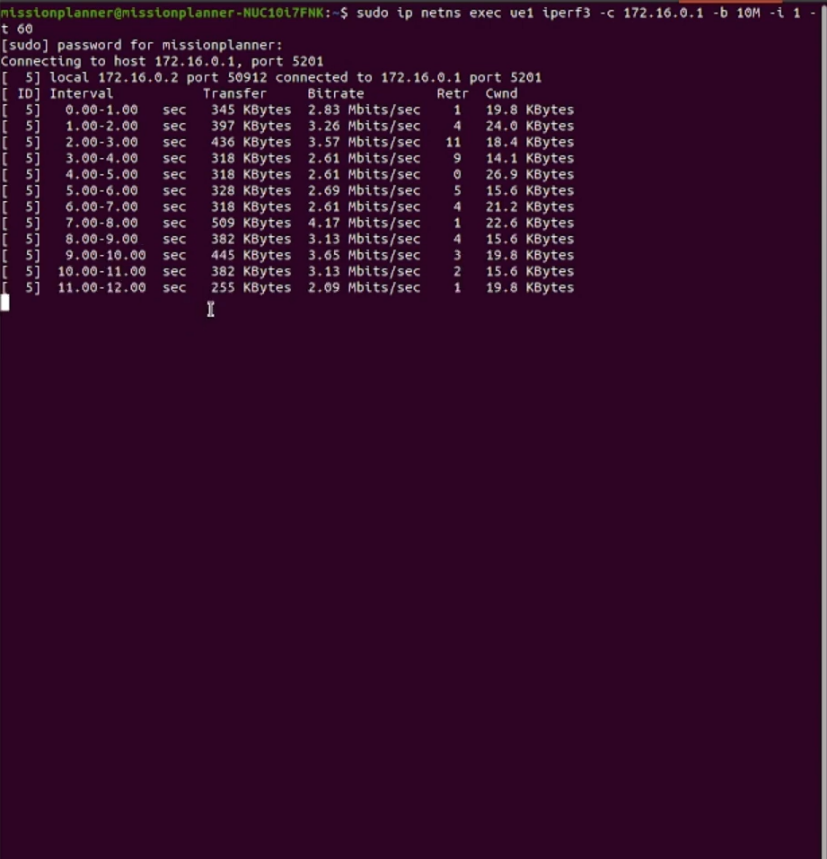 missionplanner@missionplanner-NUC10i7FNK:~$ sudo ip netns exec ue1 iperf3 -c 172.16.0.1 -b 10M -i 1 -
t 60
[sudo] password for missionplanner:
Connecting to host 172.16.0.1, port 5201
[  5] local 172.16.0.2 port 50912 connected to 172.16.0.1 port 5201
[ ID] Interval           Transfer     Bitrate         Retr  Cwnd
[  5]   0.00-1.00   sec   345 KBytes  2.83 Mbits/sec    1   19.8 KBytes
[  5]   1.00-2.00   sec   397 KBytes  3.26 Mbits/sec    4   24.0 KBytes
[  5]   2.00-3.00   sec   436 KBytes  3.57 Mbits/sec   11   18.4 KBytes
[  5]   3.00-4.00   sec   318 KBytes  2.61 Mbits/sec    9   14.1 KBytes
[  5]   4.00-5.00   sec   318 KBytes  2.61 Mbits/sec    0   26.9 KBytes
[  5]   5.00-6.00   sec   328 KBytes  2.69 Mbits/sec    5   15.6 KBytes
[  5]   6.00-7.00   sec   318 KBytes  2.61 Mbits/sec    4   21.2 KBytes
[  5]   7.00-8.00   sec   509 KBytes  4.17 Mbits/sec    1   22.6 KBytes
[  5]   8.00-9.00   sec   382 KBytes  3.13 Mbits/sec    4   15.6 KBytes
[  5]   9.00-10.00  sec   445 KBytes  3.65 Mbits/sec    3   19.8 KBytes
[  5]  10.00-11.00  sec   382 KBytes  3.13 Mbits/sec    2   15.6 KBytes
[  5]  11.00-12.00  sec   255 KBytes  2.09 Mbits/sec    1   19.8 KBytes